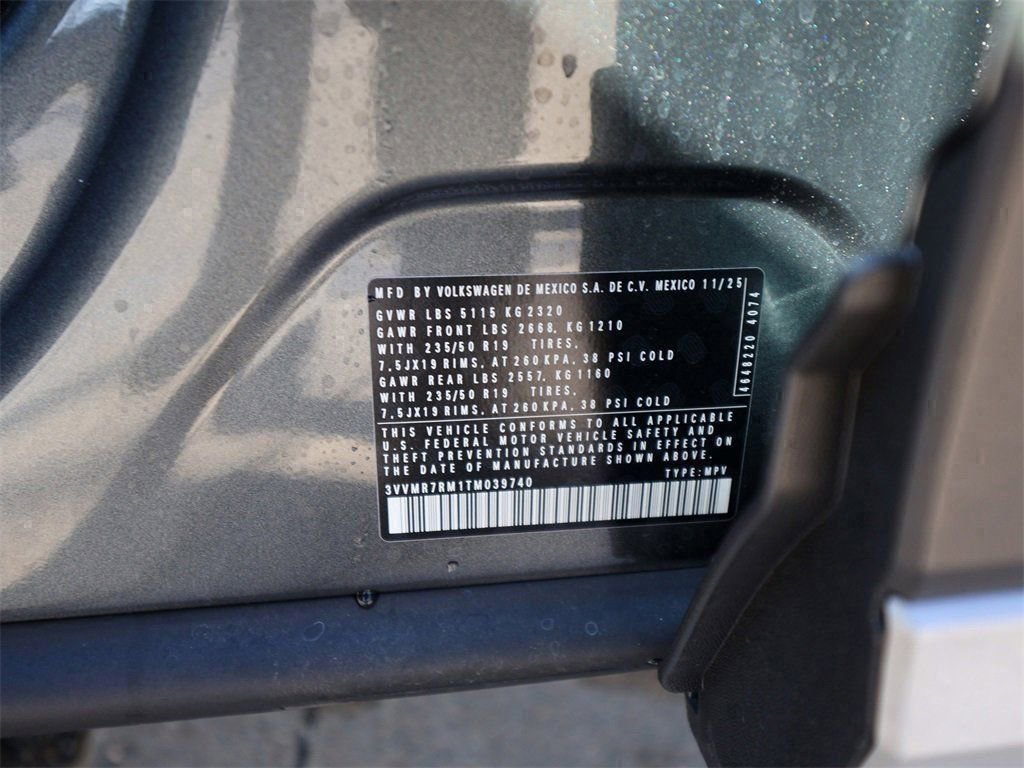 MFD BY VOLKSWAGEN DE MEXICO S.A. DE C.V. MEXICO 11/25
GVWR LBS 5115 KG 2320
GAWR FRONT LBS 2668, KG 1210
WITH 235/50 R19 TIRES,
7,5JX19 RIMS, AT 260 KPA, 38 PSI COLD
GAWR REAR LBS 2557, KG 1160
WITH 235/50 R19 TIRES,
7,5JX19 RIMS, AT 260 KPA, 38 PSI COLD
4648220 4074
THIS VEHICLE CONFORMS TO ALL APPLICABLE
U.S. FEDERAL MOTOR VEHICLE SAFETY AND
THEFT PREVENTION STANDARDS IN EFFECT ON
THE DATE OF MANUFACTURE SHOWN ABOVE.
3VVMR7RM1TM039740 TYPE: MPV